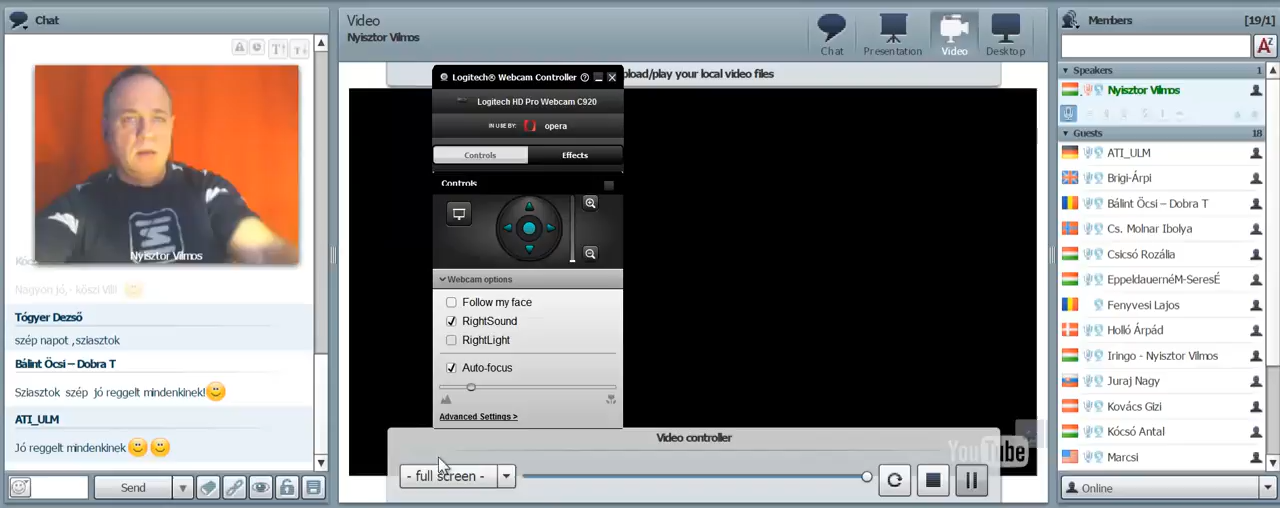 Chat
Nyisztor Vilmos
Nagyon jó,- köszi Vili!
Tógyer Dezső
szép napot ,sziasztok
Bálint Öcsi – Dobra T
Sziasztok szép jó reggelt mindenkinek!
ATI_ULM
Jó reggelt mindenkinek
Send
Video
Nyisztor Vilmos
Chat
Presentation
Video
Desktop
pload/play your local video files
Logitech® Webcam Controller
Logitech HD Pro Webcam C920
IN USE BY: opera
Controls
Effects
Controls
Webcam options
Follow my face
RightSound
RightLight
Auto-focus
Advanced Settings >
Video controller
YouTube
- full screen -
Members
[19/1]
Speakers 1
Nyisztor Vilmos
Guests 18
ATI_ULM
Brigi-Árpi
Bálint Öcsi – Dobra T
Cs. Molnar Ibolya
Csicsó Rozália
EppeldauernéM-SeresÉ
Fenyvesi Lajos
Holló Árpád
Iringo - Nyisztor Vilmos
Juraj Nagy
Kovács Gizi
Kócsó Antal
Marcsi
Online